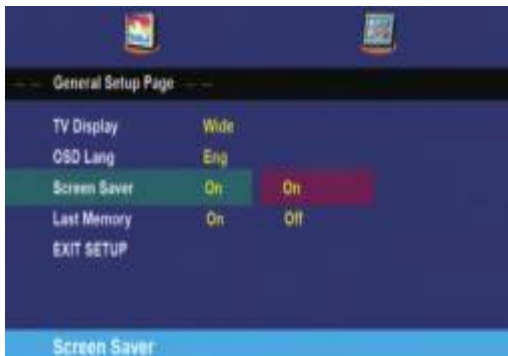 -- -- General Setup Page -- --
TV Display Wide
OSD Lang Eng
Screen Saver On On
Last Memory On Off
EXIT SETUP
Screen Saver